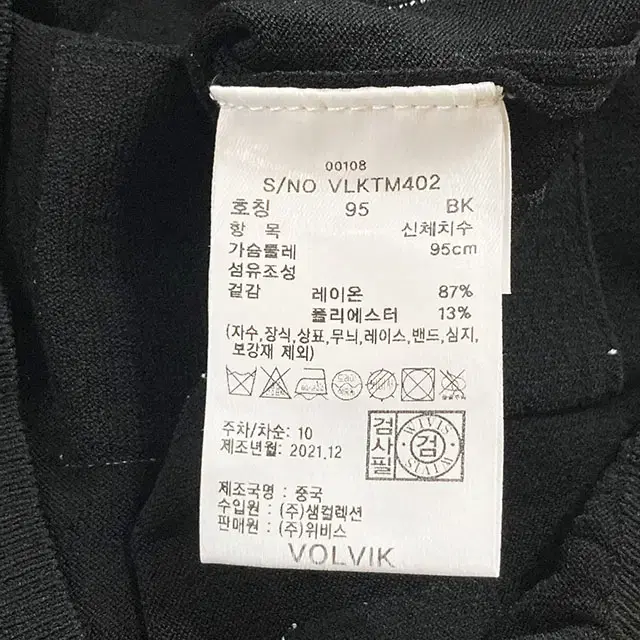 00108
S/NO VLKTM402
호칭 95 BK
항 목 신체치수
가슴둘레 95cm
섬유조성
겉감 레이온 87%
폴리에스터 13%
(자수,장식,상표,무늬,레이스,밴드,심지,
보강재 제외)
주차/차순: 10
제조년월: 2021.12
검사필
검
제조국명 : 중국
수입원 : (주)샘컬렉션
판매원 : (주)위비스
VOLVIK